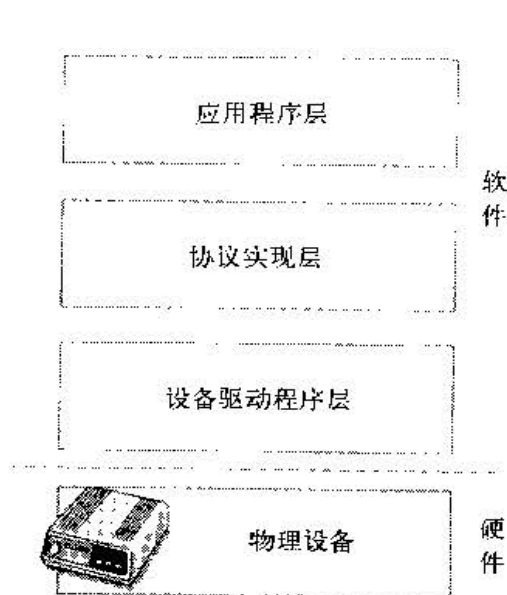 应用程序层
软
件
协议实现层
设备驱动程序层
物理设备
硬
件